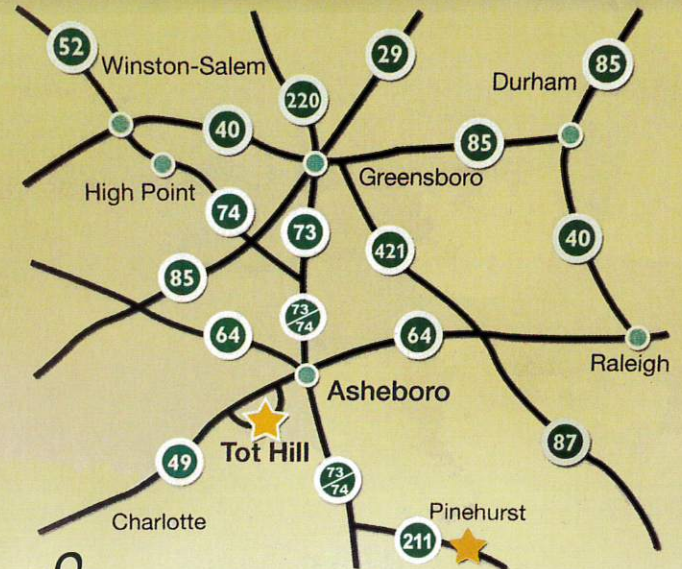 52
Winston-Salem
29
85
Durham
220
40
85
Greensboro
High Point
74
73
421
40
85
73/74
64
64
Raleigh
Asheboro
Tot Hill
49
73/74
87
Charlotte
Pinehurst
211